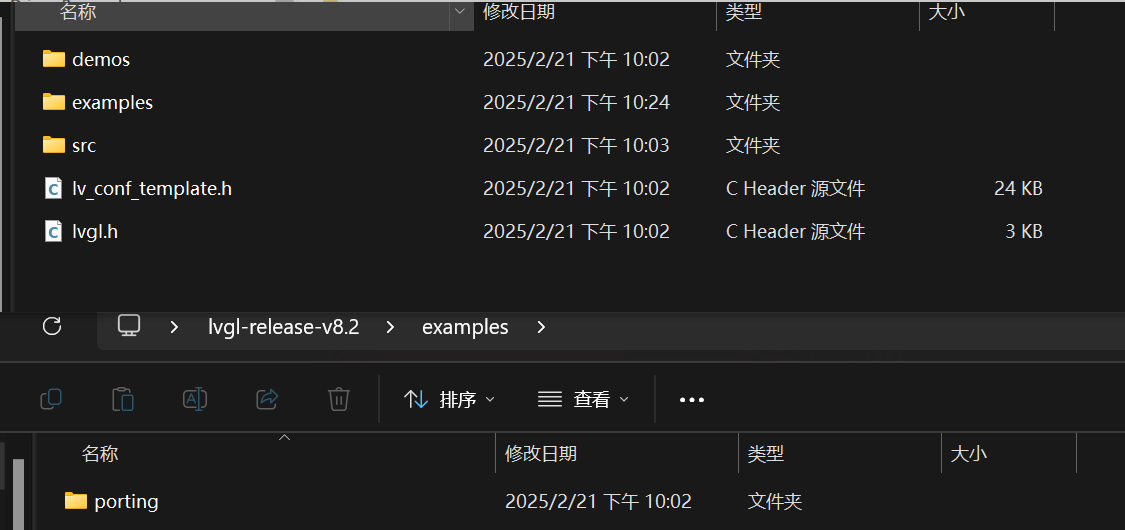 名称 修改日期 类型 大小
demos 2025/2/21 下午 10:02 文件夹
examples 2025/2/21 下午 10:24 文件夹
src 2025/2/21 下午 10:03 文件夹
lv_conf_template.h 2025/2/21 下午 10:02 C Header 源文件 24 KB
lvgl.h 2025/2/21 下午 10:02 C Header 源文件 3 KB
lvgl-release-v8.2 examples
排序 查看
名称 修改日期 类型 大小
porting 2025/2/21 下午 10:02 文件夹